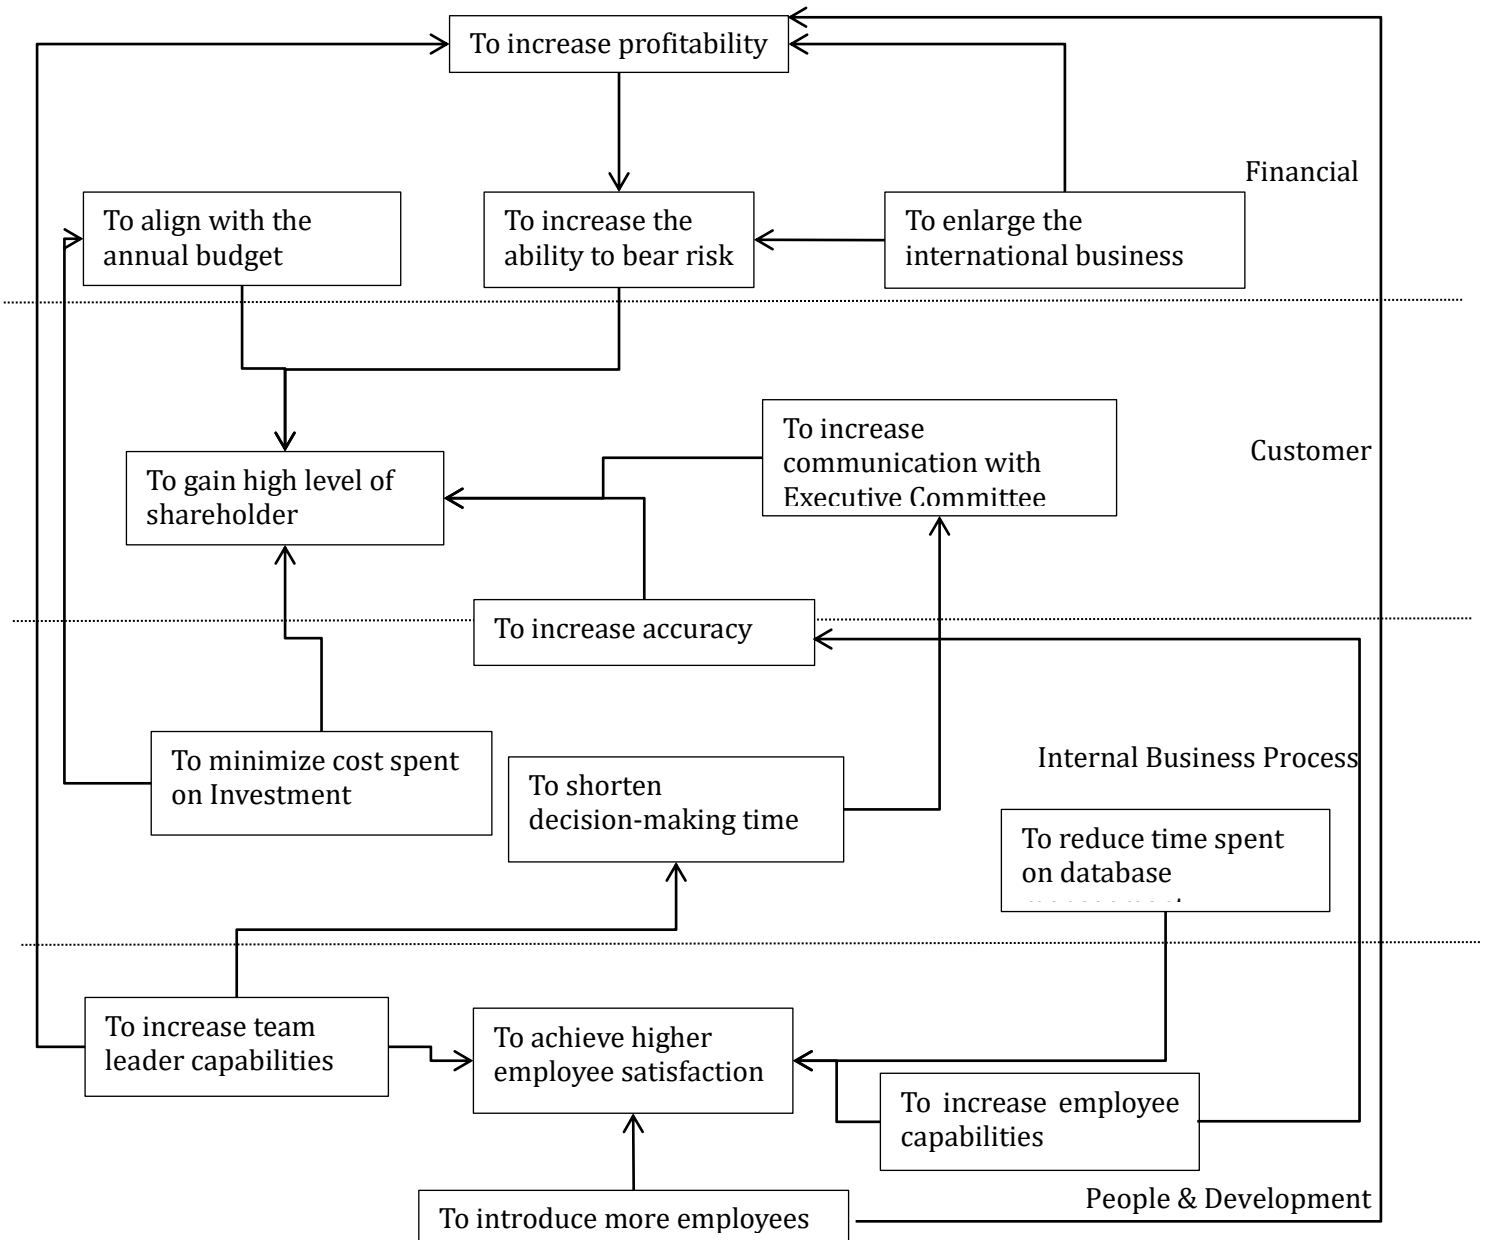 To increase profitability
Financial
To align with the
annual budget
To increase the
ability to bear risk
To enlarge the
international business
To increase
communication with
Executive Committee
Customer
To gain high level of
shareholder
To increase accuracy
To minimize cost spent
on Investment
To shorten
decision-making time
Internal Business Process
To reduce time spent
on database
To increase team
leader capabilities
To achieve higher
employee satisfaction
To increase employee
capabilities
People & Development
To introduce more employees